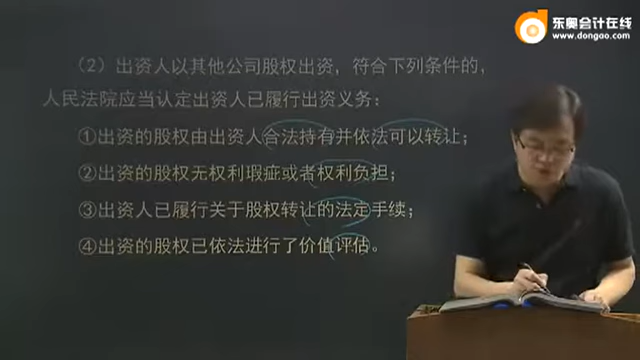 东奥会计在线
www.dongao.com
（2）出资人以其他公司股权出资，符合下列条件的，
人民法院应当认定出资人已履行出资义务：
①出资的股权由出资人合法持有并依法可以转让；
②出资的股权无权利瑕疵或者权利负担；
③出资人已履行关于股权转让的法定手续；
④出资的股权已依法进行了价值评估。